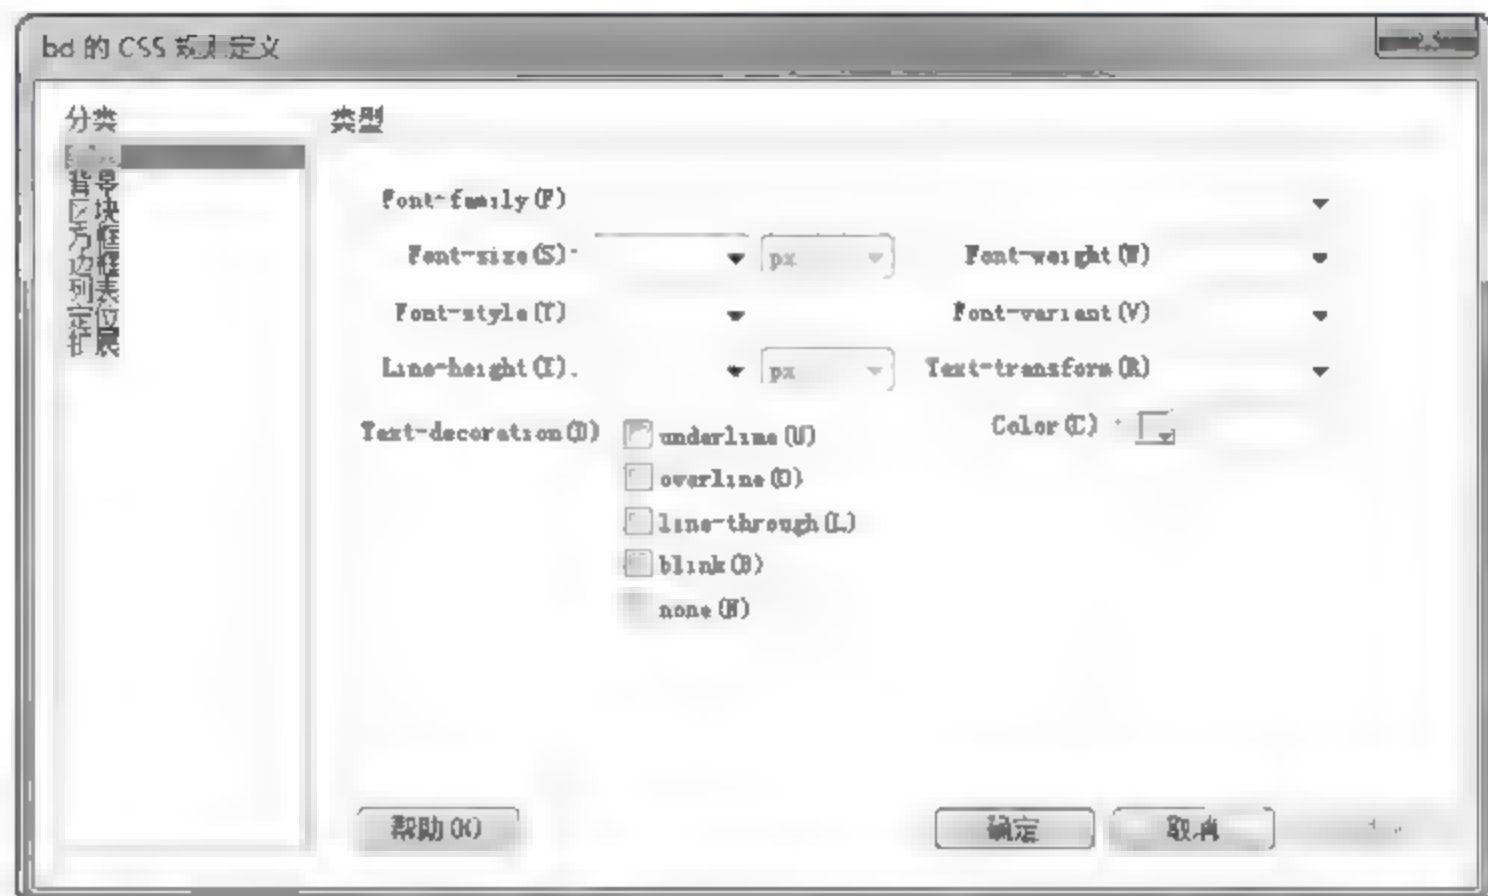 bd 的 CSS 规则定义
分类
类型
背景
区块
方框
边框
列表
定位
扩展
Font-family(F)
Font-size(S):
px
Font-weight(W)
Font-style(T)
Font-variant(V)
Line-height(I):
px
Text-transform(R)
Text-decoration(D)
underline(U)
Color(C) :
overline(O)
line-through(L)
blink(B)
none(N)
帮助(H)
确定
取消